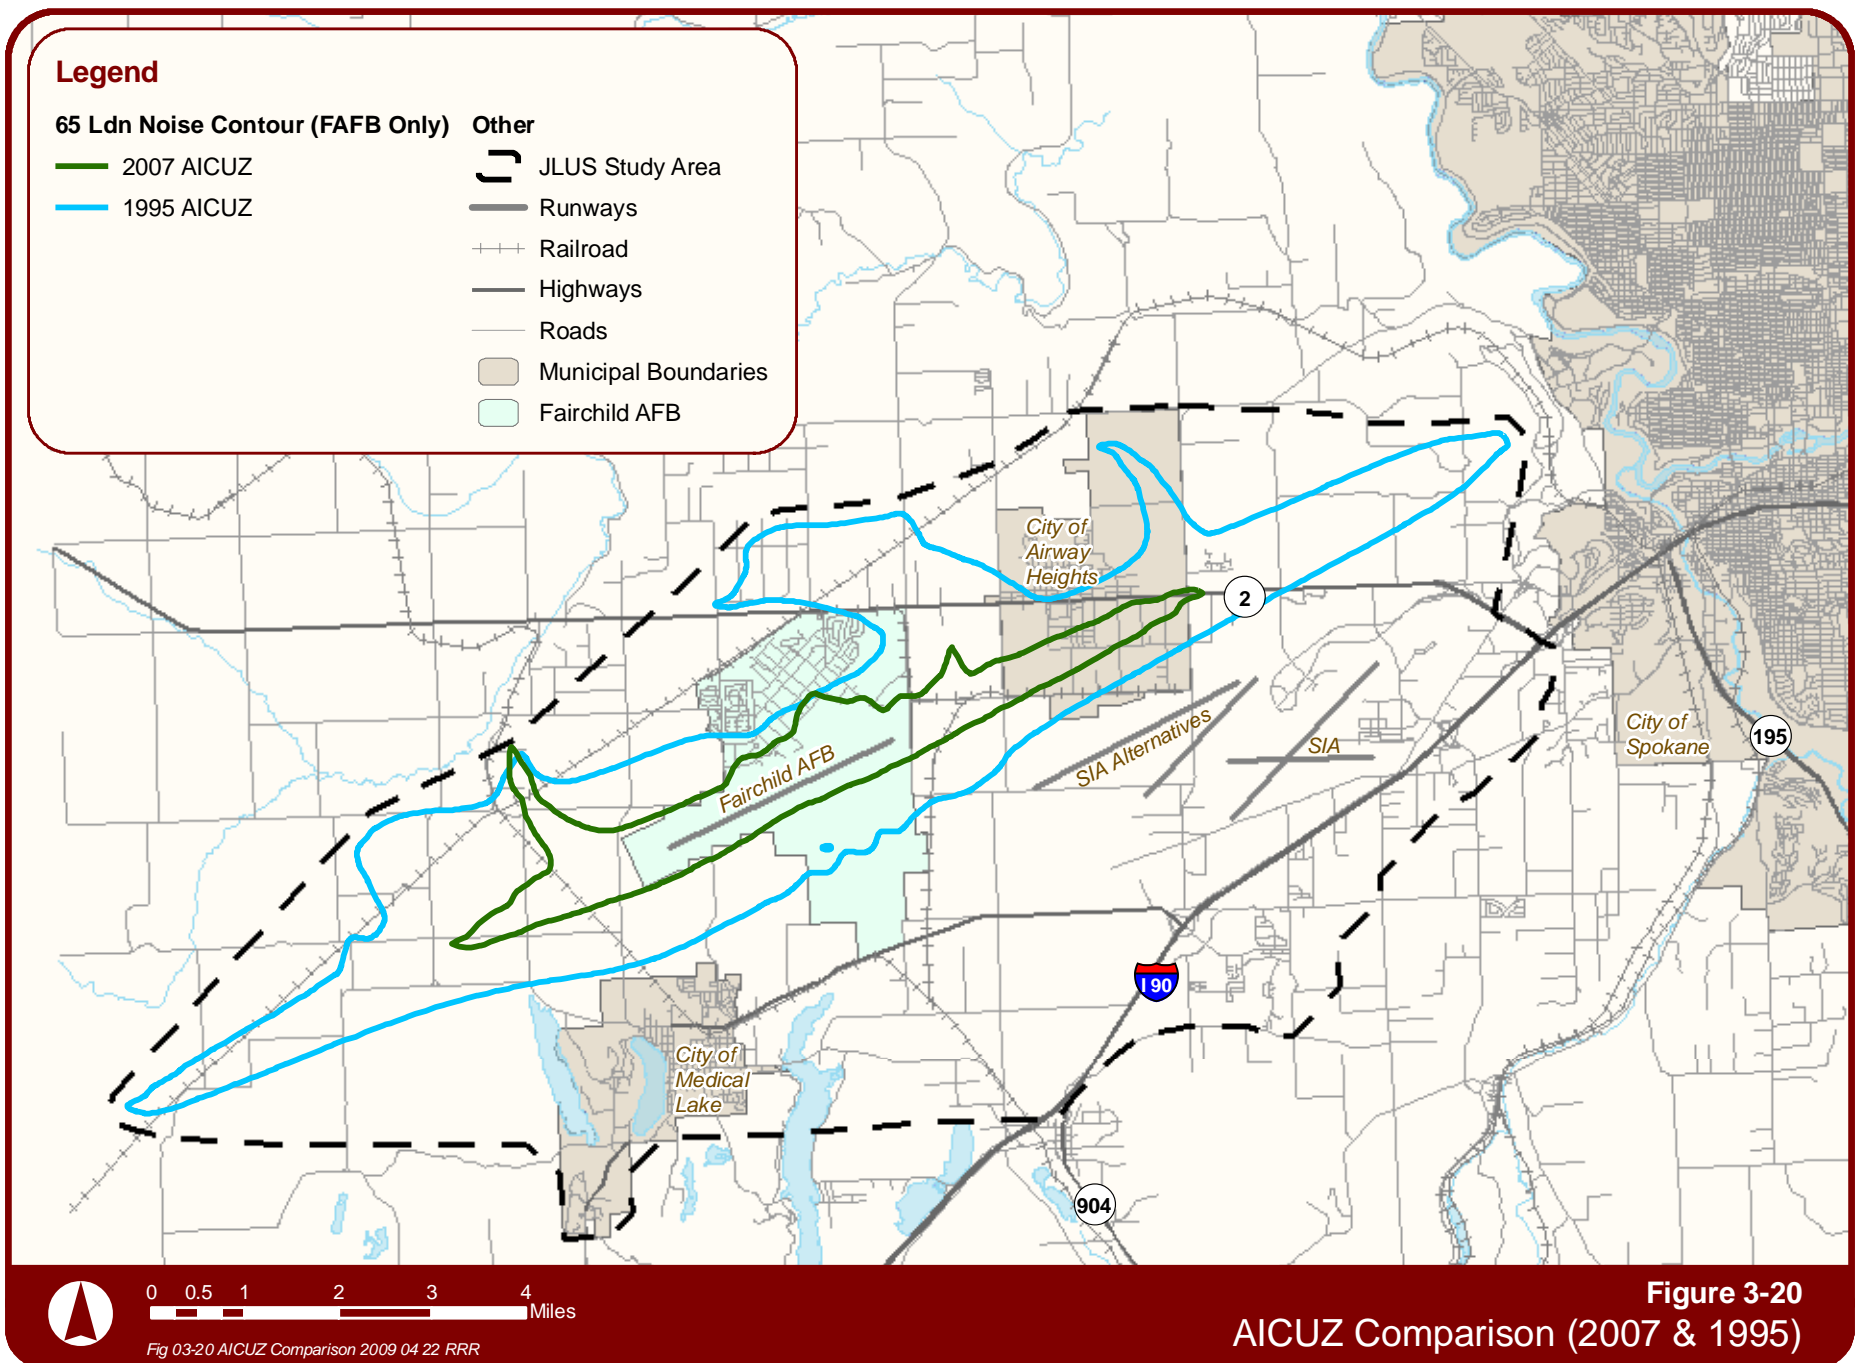 Legend
65 Ldn Noise Contour (FAFB Only)
2007 AICUZ
1995 AICUZ
Other
JLUS Study Area
Runways
Railroad
Highways
Roads
Municipal Boundaries
Fairchild AFB
City of
Airway
Heights
2
Fairchild AFB
SIA Alternatives
SIA
City of
Spokane
195
I 90
City of
Medical
Lake
904
0 0.5 1 2 3 4
Miles
Fig 03-20 AICUZ Comparison 2009 04 22 RRR
Figure 3-20
AICUZ Comparison (2007 & 1995)